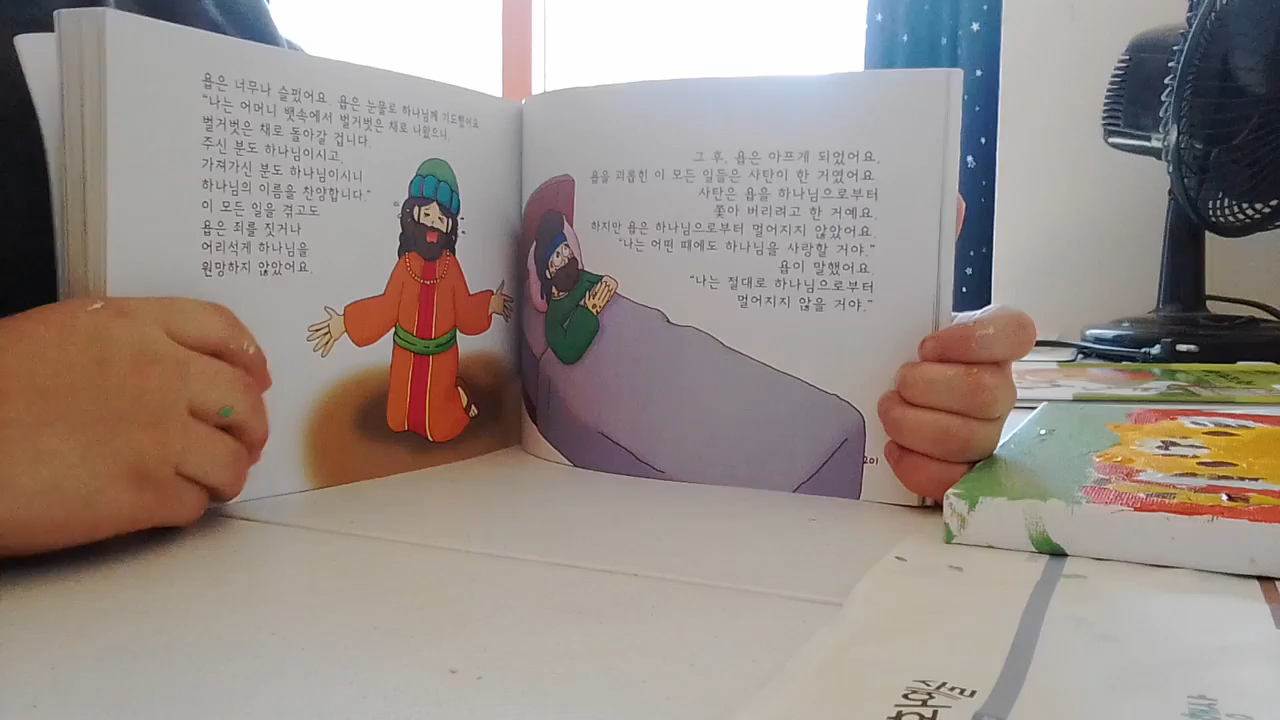 욥은 너무나 슬펐어요. 욥은 눈물로 하나님께 기도했어요
"나는 어머니 뱃속에서 벌거벗은 채로 나왔으니
벌거벗은 채로 돌아갈 겁니다.
주신 분도 하나님이시고,
가져가신 분도 하나님이시니
하나님의 이름을 찬양합니다."
이 모든 일을 겪고도
욥은 죄를 짓거나
어리석게 하나님을
원망하지 않았어요.
그 후, 욥은 아프게 되었어요.
욥을 괴롭힌 이 모든 일들은 사탄이 한 거였어요.
사탄은 욥을 하나님으로부터
쫓아 버리려고 한 거예요.
하지만 욥은 하나님으로부터 멀어지지 않았어요.
"나는 어떤 때에도 하나님을 사랑할 거야."
욥이 말했어요.
"나는 절대로 하나님으로부터
멀어지지 않을 거야."
201